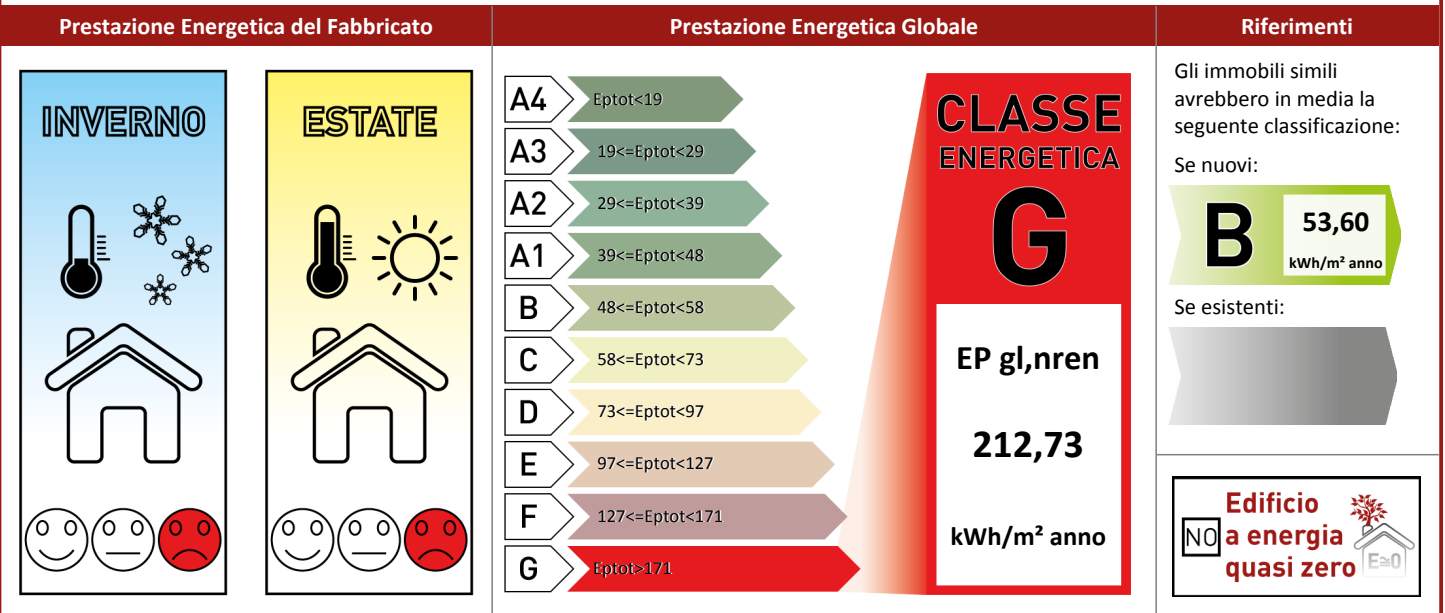 Prestazione Energetica del Fabbricato
Prestazione Energetica Globale
Riferimenti
INVERNO
ESTATE
A4
Eptot<19
A3
19<=Eptot<29
A2
29<=Eptot<39
A1
39<=Eptot<48
B
48<=Eptot<58
C
58<=Eptot<73
D
73<=Eptot<97
E
97<=Eptot<127
F
127<=Eptot<171
G
Eptot>171
CLASSE
ENERGETICA
G
EP gl,nren
212,73
kWh/m² anno
Gli immobili simili
avrebbero in media la
seguente classificazione:
Se nuovi:
B
53,60
kWh/m² anno
Se esistenti:
Edificio
NO a energia
quasi zero
E≅0